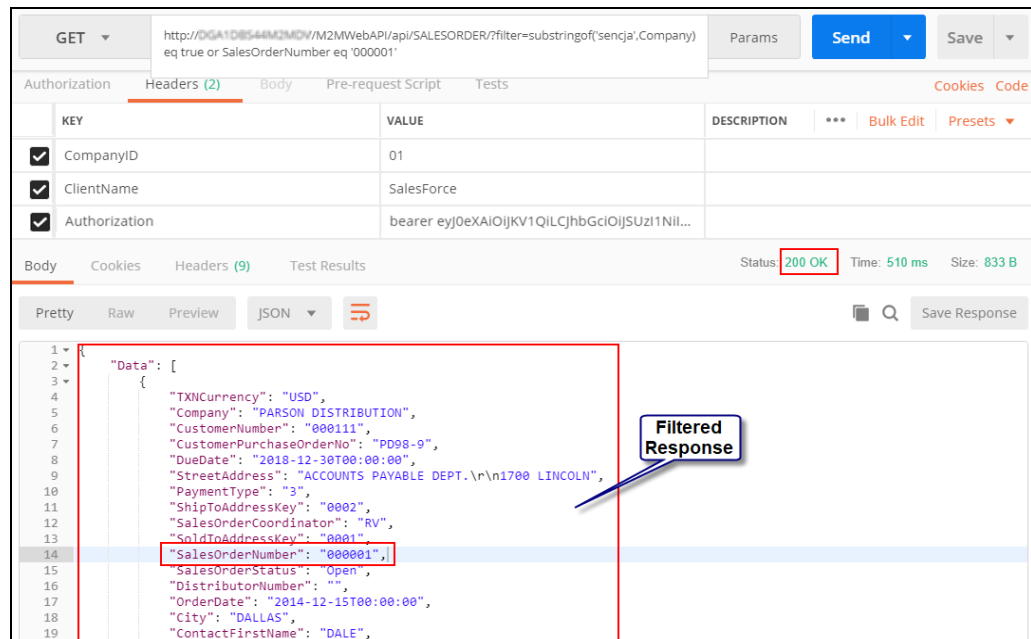 GET
http://DGA1DBS44M2MDV/M2MWebAPI/api/SALESORDER/?filter=substringof('sencja',Company)
eq true or SalesOrderNumber eq '000001'
Params
Send
Save
Authorization Headers (2) Body Pre-request Script Tests Cookies Code
KEY VALUE DESCRIPTION ••• Bulk Edit Presets
CompanyID 01
ClientName SalesForce
Authorization bearer eyJ0eXAiOiJKV1QiLCJhbGciOiJSUzI1NiI...
Body Cookies Headers (9) Test Results Status: 200 OK Time: 510 ms Size: 833 B
Pretty Raw Preview JSON Save Response
1 {
2 "Data": [
3 {
4 "TXNCurrency": "USD",
5 "Company": "PARSON DISTRIBUTION",
6 "CustomerNumber": "000111",
7 "CustomerPurchaseOrderNo": "PD98-9",
8 "DueDate": "2018-12-30T00:00:00",
9 "StreetAddress": "ACCOUNTS PAYABLE DEPT.\r\n1700 LINCOLN",
10 "PaymentType": "3",
11 "ShipToAddressKey": "0002",
12 "SalesOrderCoordinator": "RV",
13 "SoldToAddressKey": "0001",
14 "SalesOrderNumber": "000001",
15 "SalesOrderStatus": "Open",
16 "DistributorNumber": "",
17 "OrderDate": "2014-12-15T00:00:00",
18 "City": "DALLAS",
19 "ContactFirstName": "DALE",
Filtered
Response